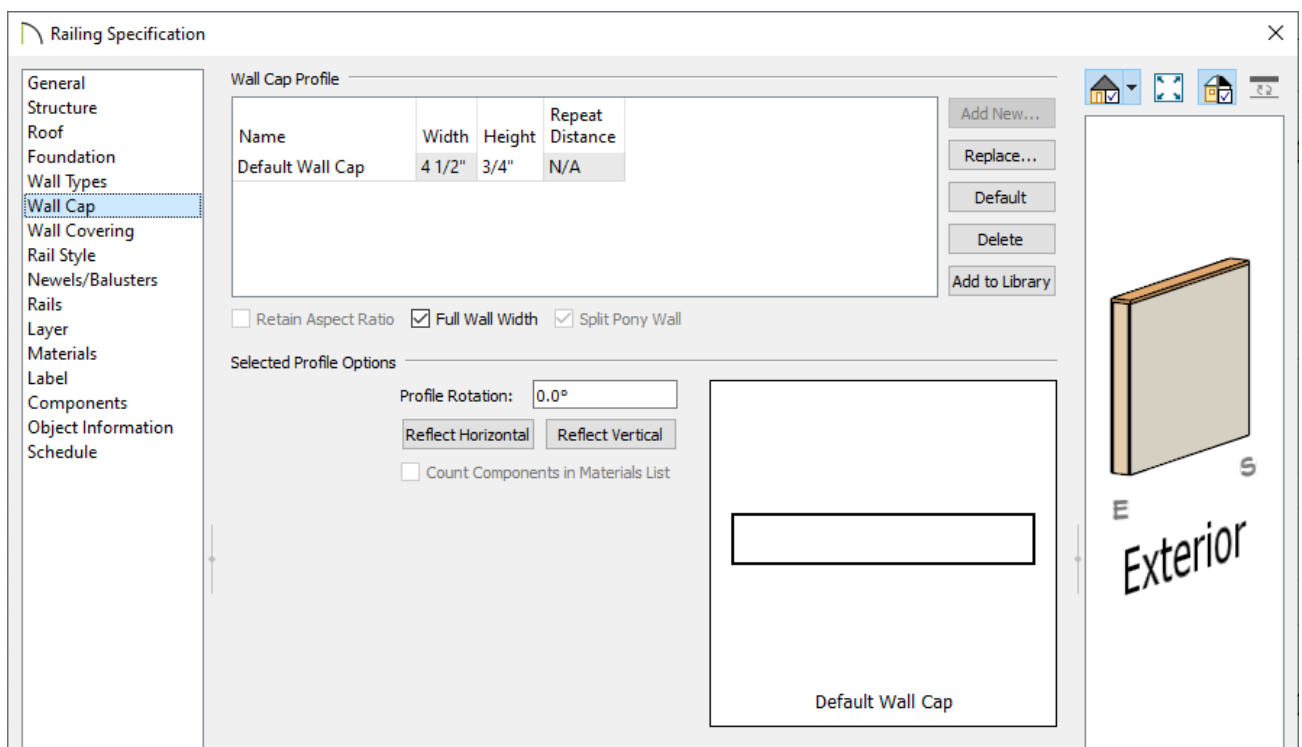 Railing Specification
General
Structure
Roof
Foundation
Wall Types
Wall Cap
Wall Covering
Rail Style
Newels/Balusters
Rails
Layer
Materials
Label
Components
Object Information
Schedule
Wall Cap Profile
Name Width Height Repeat Distance
Default Wall Cap 4 1/2" 3/4" N/A
Add New...
Replace...
Default
Delete
Add to Library
Retain Aspect Ratio Full Wall Width Split Pony Wall
Selected Profile Options
Profile Rotation: 0.0°
Reflect Horizontal Reflect Vertical
Count Components in Materials List
Default Wall Cap
S
E
Exterior